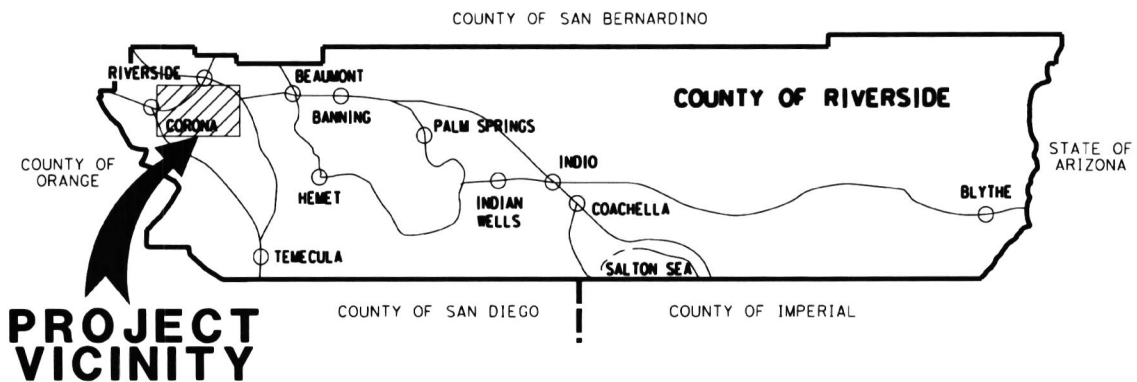 COUNTY OF SAN BERNARDINO
RIVERSIDE
BEAUMONT
COUNTY OF RIVERSIDE
BANNING
CORONA
PALM SPRINGS
STATE OF
ARIZONA
COUNTY OF
ORANGE
INDIO
HEMET
INDIAN
WELLS
COACHELLA
BLYTHE
TEMECULA
SALTON SEA
COUNTY OF SAN DIEGO
COUNTY OF IMPERIAL
PROJECT
VICINITY